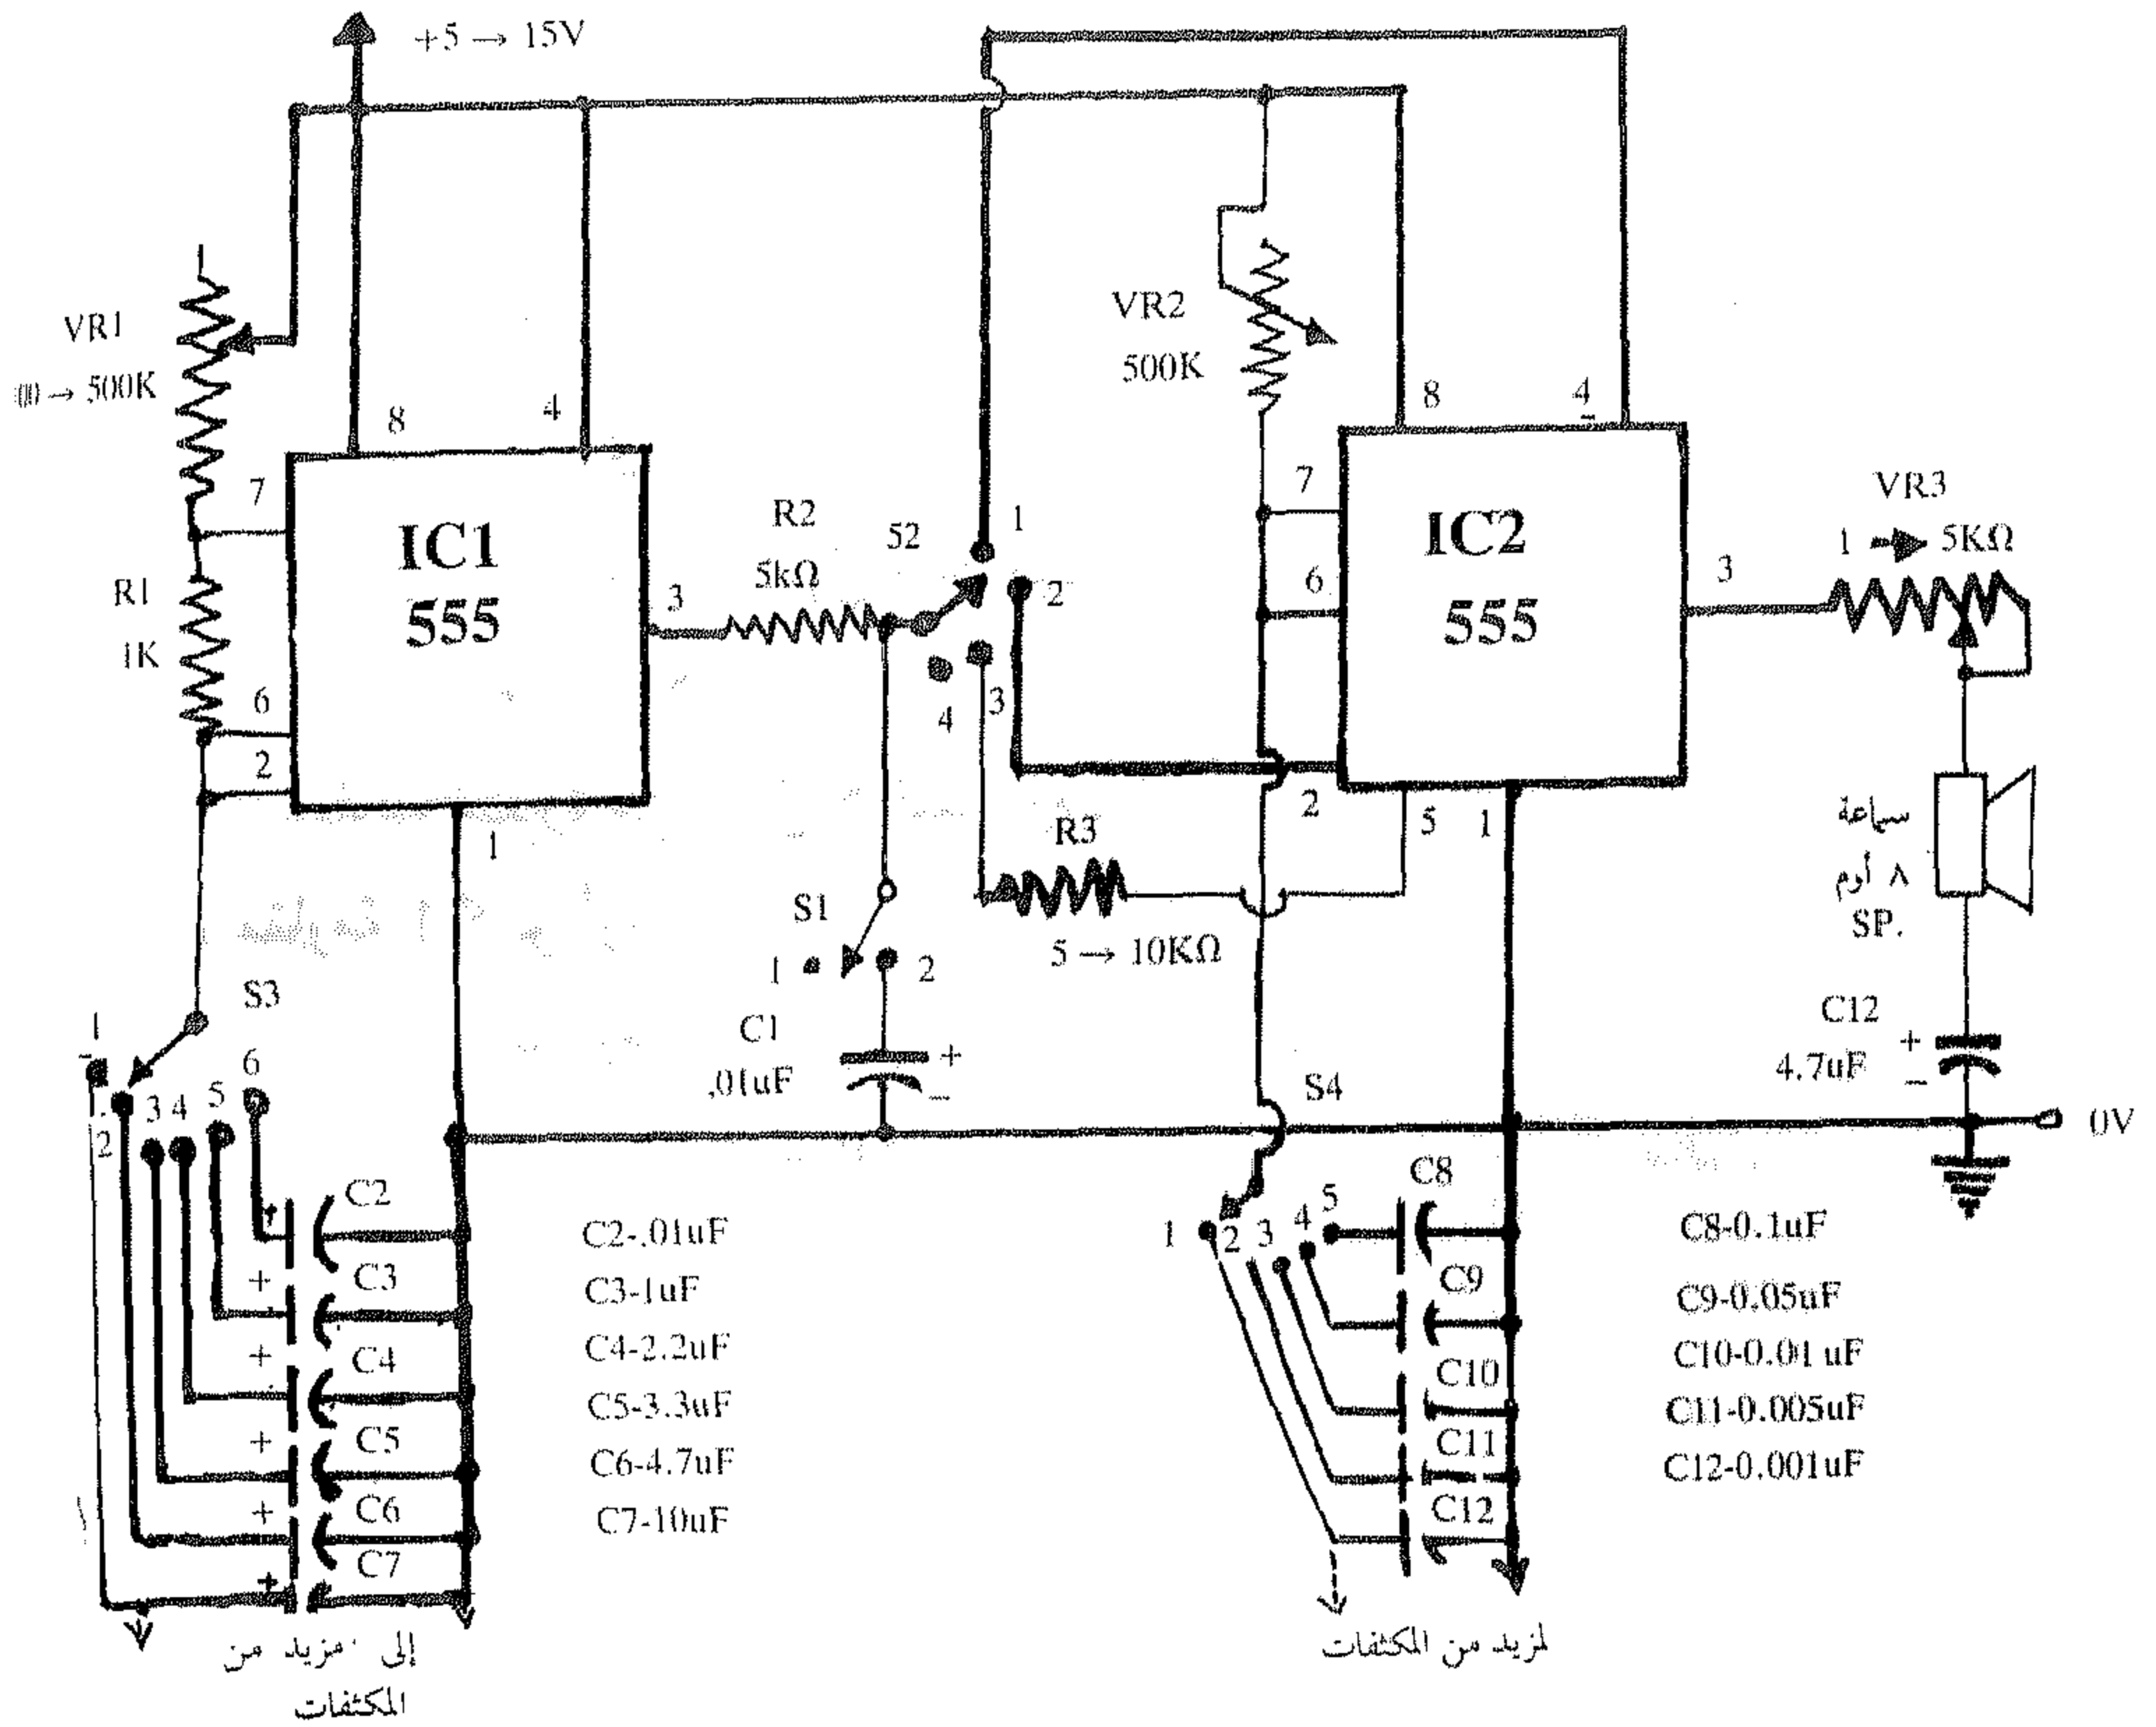 +5 → 15V
VR1
→ 500K
8
4
7
IC1
555
R1
1K
6
2
3
1
R2
5kΩ
52
1
2
3
4
VR2
500K
8
4
7
IC2
555
6
3
2
5
1
VR3
1 → 5KΩ
R3
5 → 10KΩ
S1
1
2
C1
.01uF
+
-
سماعة
٨ أوم
SP.
C12
4.7uF
+
-
0V
S3
1
2
3
4
5
6
S4
1
2
3
4
5
+
C2
+
C3
+
C4
+
C5
+
C6
+
C7
C2-.01uF
C3-1uF
C4-2.2uF
C5-3.3uF
C6-4.7uF
C7-10uF
C8
C9
C10
C11
C12
C8-0.1uF
C9-0.05uF
C10-0.01 uF
C11-0.005uF
C12-0.001uF
إلى مزيد من
المكثفات
لمزيد من المكثفات